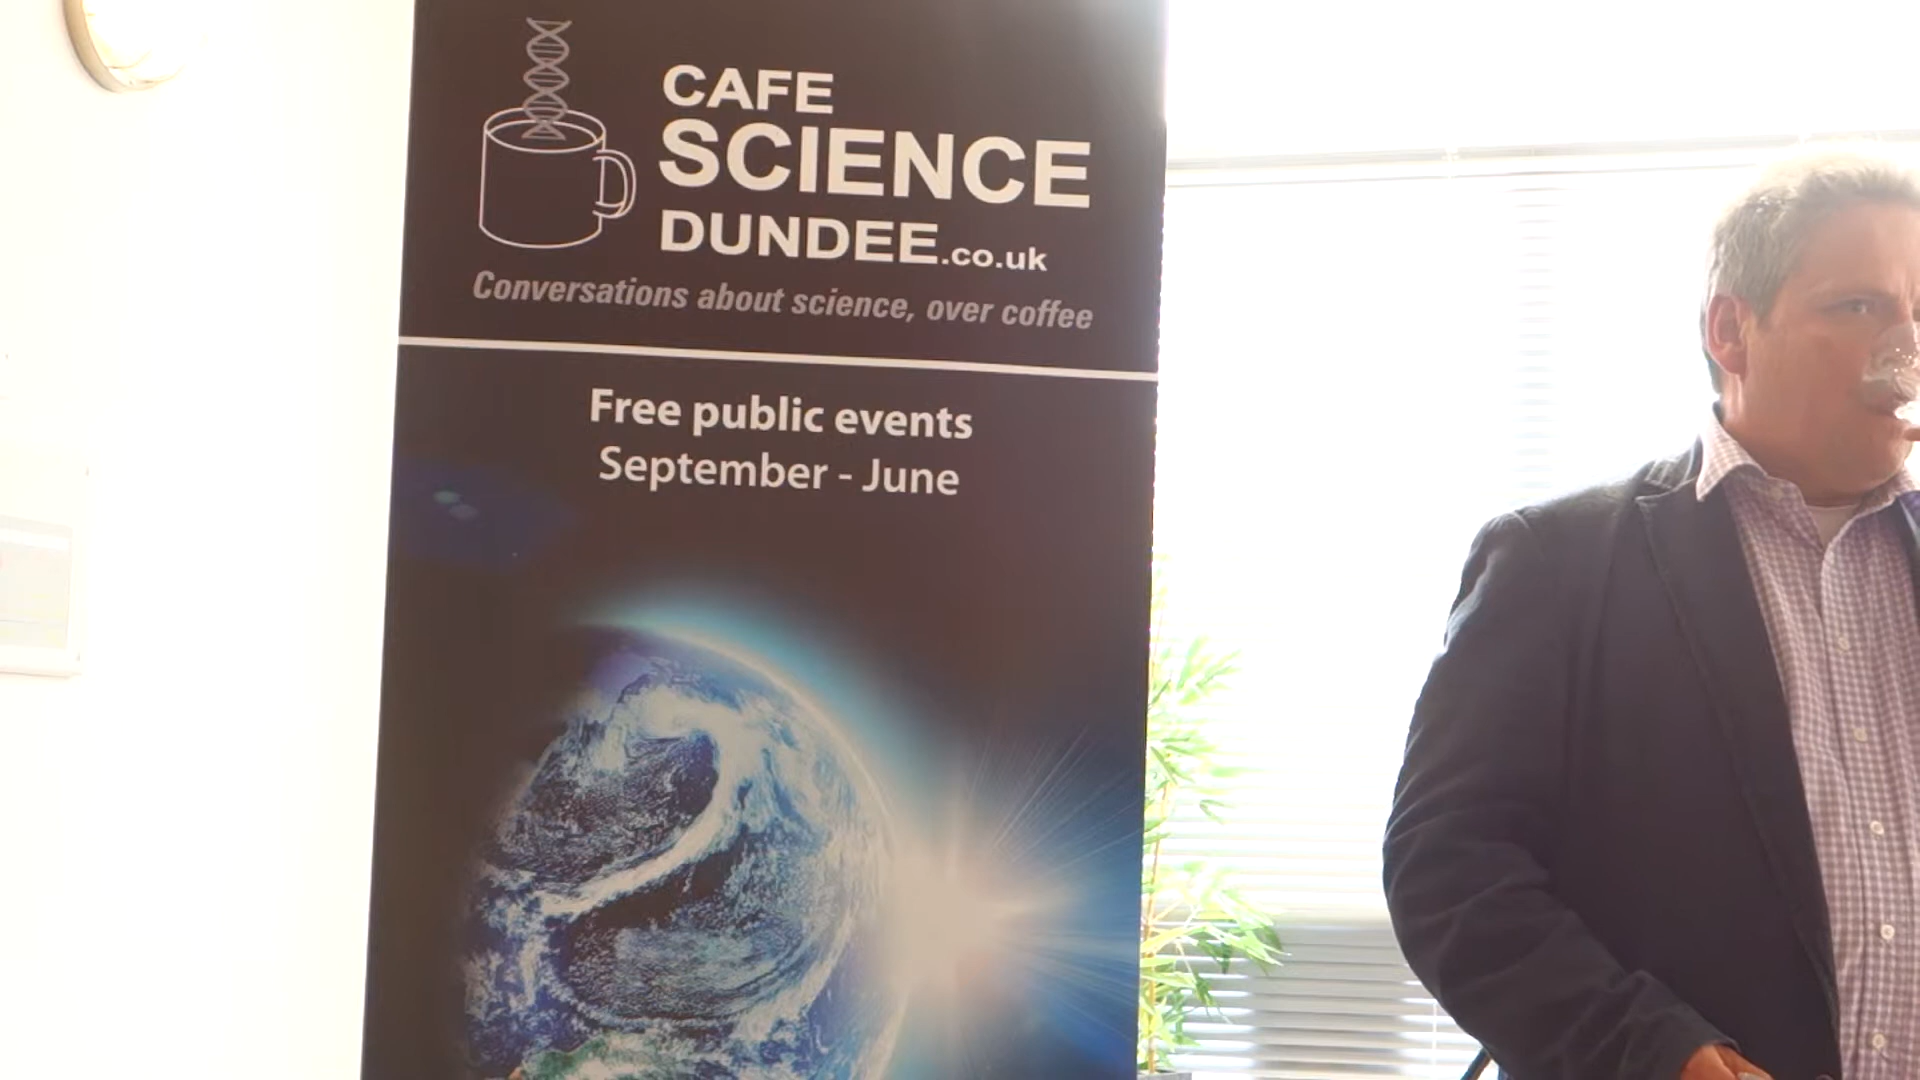 CAFE
SCIENCE
DUNDEE.co.uk
Conversations about science, over coffee
Free public events
September - June